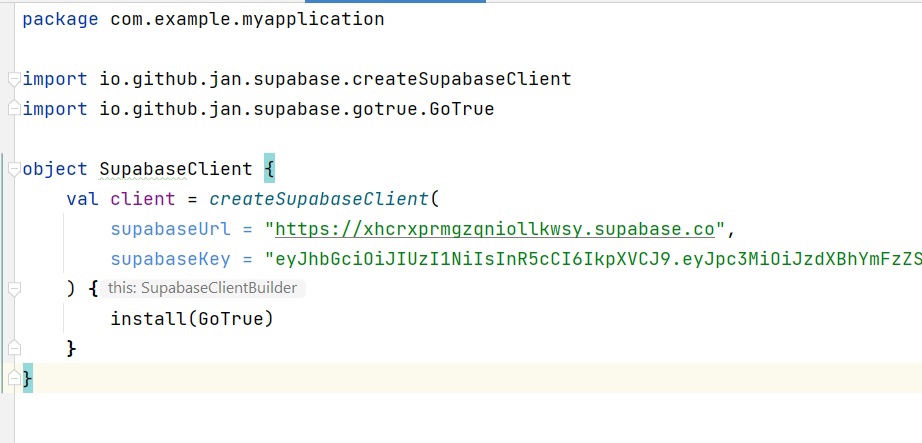 package com.example.myapplication
import io.github.jan.supabase.createSupabaseClient
import io.github.jan.supabase.gotrue.GoTrue
object SupabaseClient {
val client = createSupabaseClient(
supabaseUrl = "https://xhcrxprmgzqniollkwsy.supabase.co",
supabaseKey = "eyJhbGciOiJIUzI1NiIsInR5cCI6IkpXVCJ9.eyJpc3MiOiJzdXBhYmFzZS
) { this: SupabaseClientBuilder
install(GoTrue)
}
}